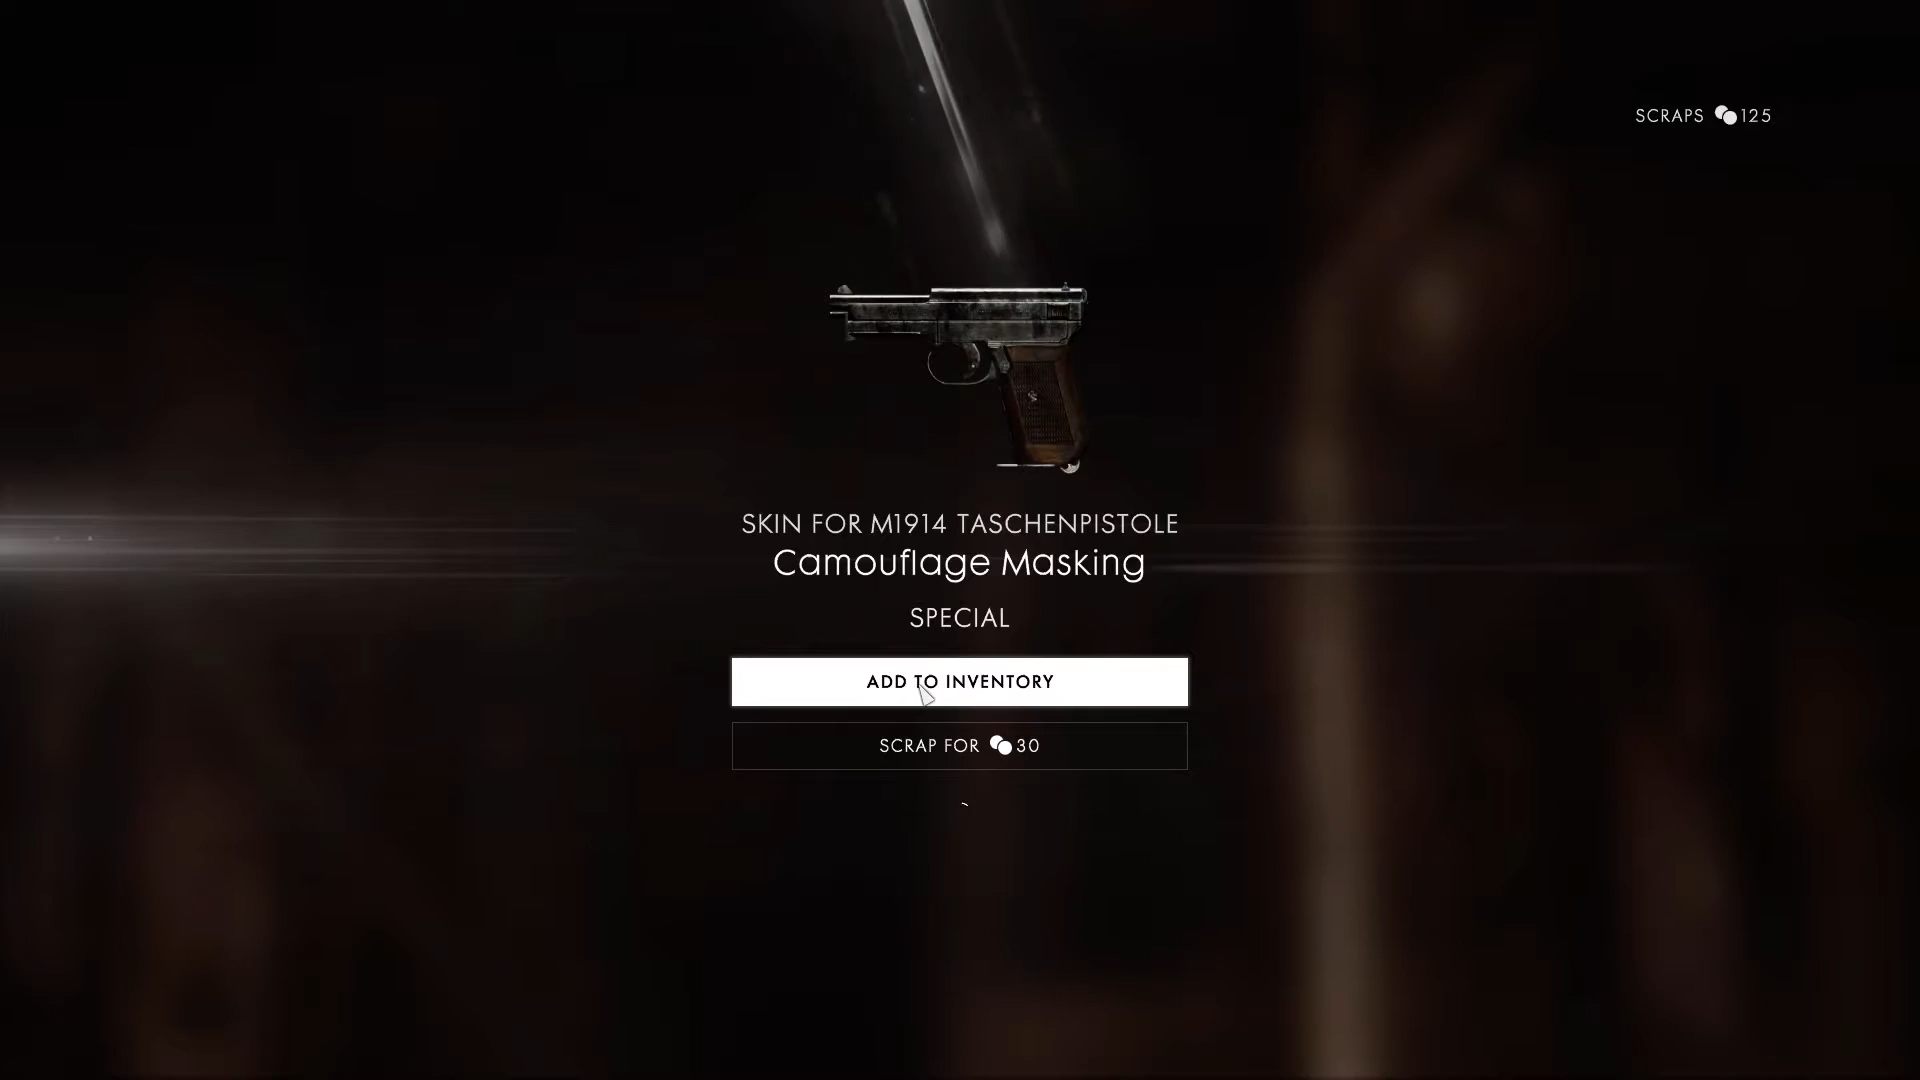 SCRAPS 125
SKIN FOR M1914 TASCHENPISTOLE
Camouflage Masking
SPECIAL
ADD TO INVENTORY
SCRAP FOR 30